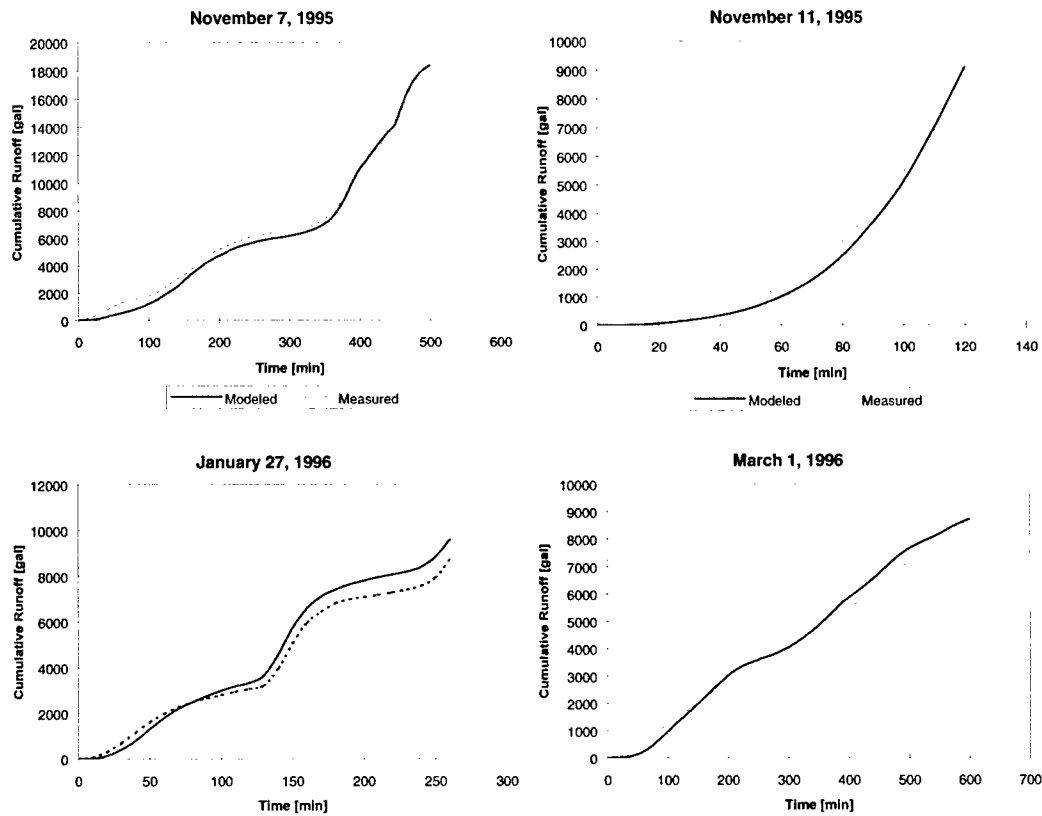 November 7, 1995
20000
18000
16000
14000
12000
10000
8000
6000
4000
2000
0
Cumulative Runoff [gal]
0 100 200 300 400 500 600
Time [min]
Modeled Measured
November 11, 1995
10000
9000
8000
7000
6000
5000
4000
3000
2000
1000
0
Cumulative Runoff [gal]
0 20 40 60 80 100 120 140
Time [min]
Modeled Measured
January 27, 1996
12000
10000
8000
6000
4000
2000
0
Cumulative Runoff [gal]
0 50 100 150 200 250 300
Time [min]
March 1, 1996
10000
9000
8000
7000
6000
5000
4000
3000
2000
1000
0
Cumulative Runoff [gal]
0 100 200 300 400 500 600 700
Time [min]